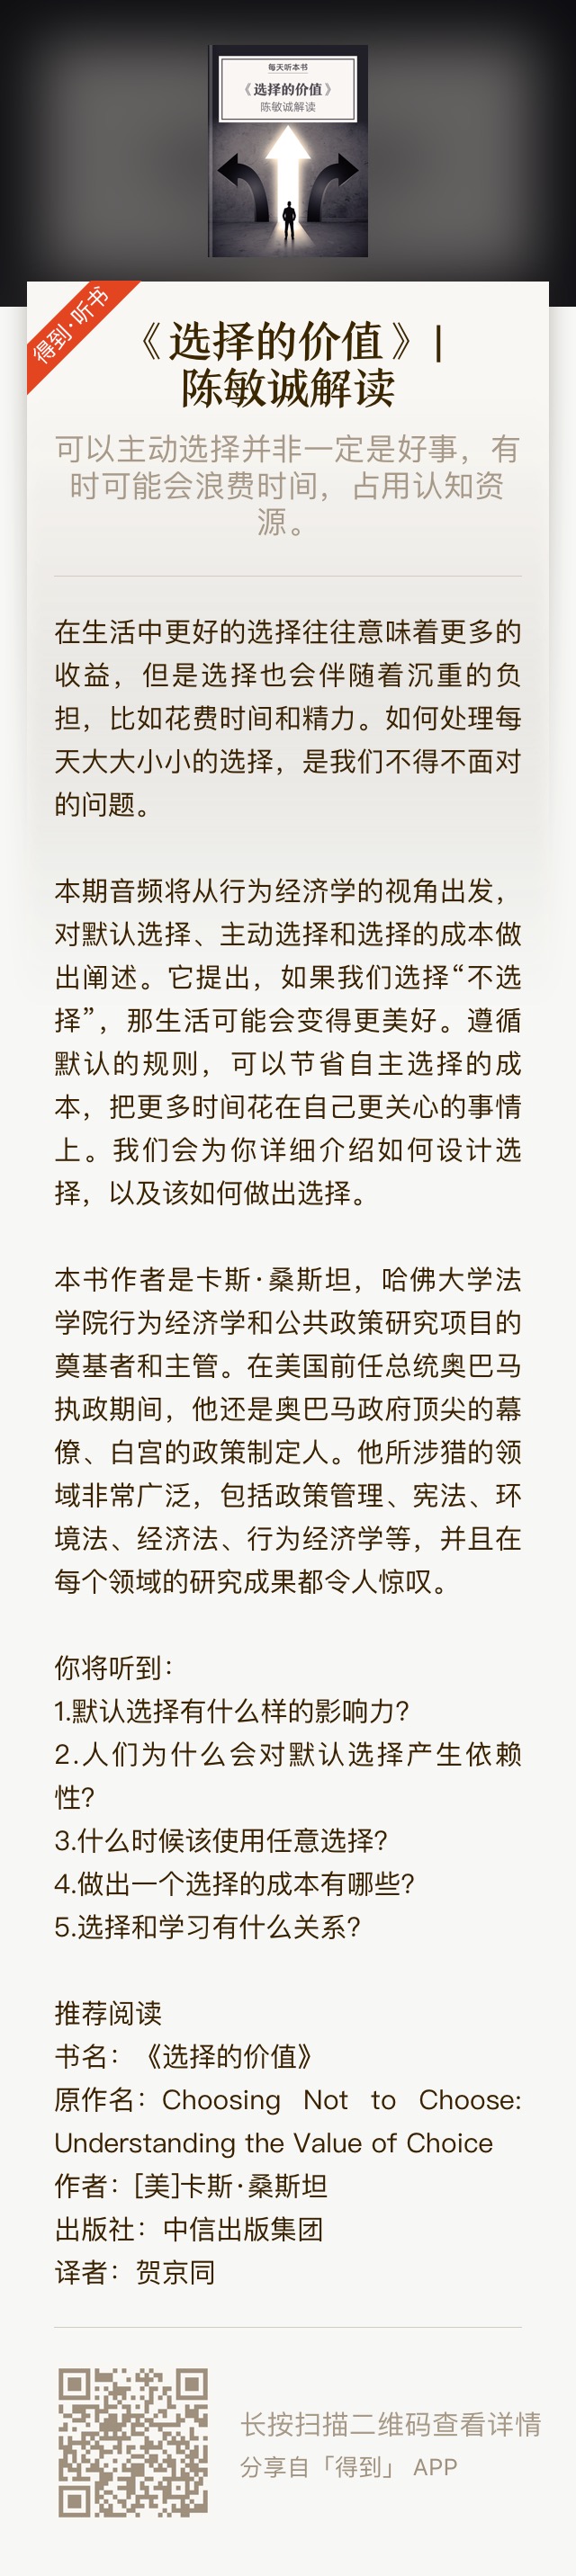 每天听本书
《选择的价值》
陈敏诚解读
得到·听书
《选择的价值》|
陈敏诚解读
可以主动选择并非一定是好事，有
时可能会浪费时间，占用认知资
源。
在生活中更好的选择往往意味着更多的
收益，但是选择也会伴随着沉重的负
担，比如花费时间和精力。如何处理每
天大大小小的选择，是我们不得不面对
的问题。
本期音频将从行为经济学的视角出发，
对默认选择、主动选择和选择的成本做
出阐述。它提出，如果我们选择“不选
择”，那生活可能会变得更美好。遵循
默认的规则，可以节省自主选择的成
本，把更多时间花在自己更关心的事情
上。我们会为你详细介绍如何设计选
择，以及该如何做出选择。
本书作者是卡斯·桑斯坦，哈佛大学法
学院行为经济学和公共政策研究项目的
奠基者和主管。在美国前任总统奥巴马
执政期间，他还是奥巴马政府顶尖的幕
僚、白宫的政策制定人。他所涉猎的领
域非常广泛，包括政策管理、宪法、环
境法、经济法、行为经济学等，并且在
每个领域的研究成果都令人惊叹。
你将听到：
1.默认选择有什么样的影响力？
2.人们为什么会对默认选择产生依赖
性？
3.什么时候该使用任意选择？
4.做出一个选择的成本有哪些？
5.选择和学习有什么关系？
推荐阅读
书名：《选择的价值》
原作名：Choosing Not to Choose:
Understanding the Value of Choice
作者：[美]卡斯·桑斯坦
出版社：中信出版集团
译者：贺京同
长按扫描二维码查看详情
分享自「得到」 APP